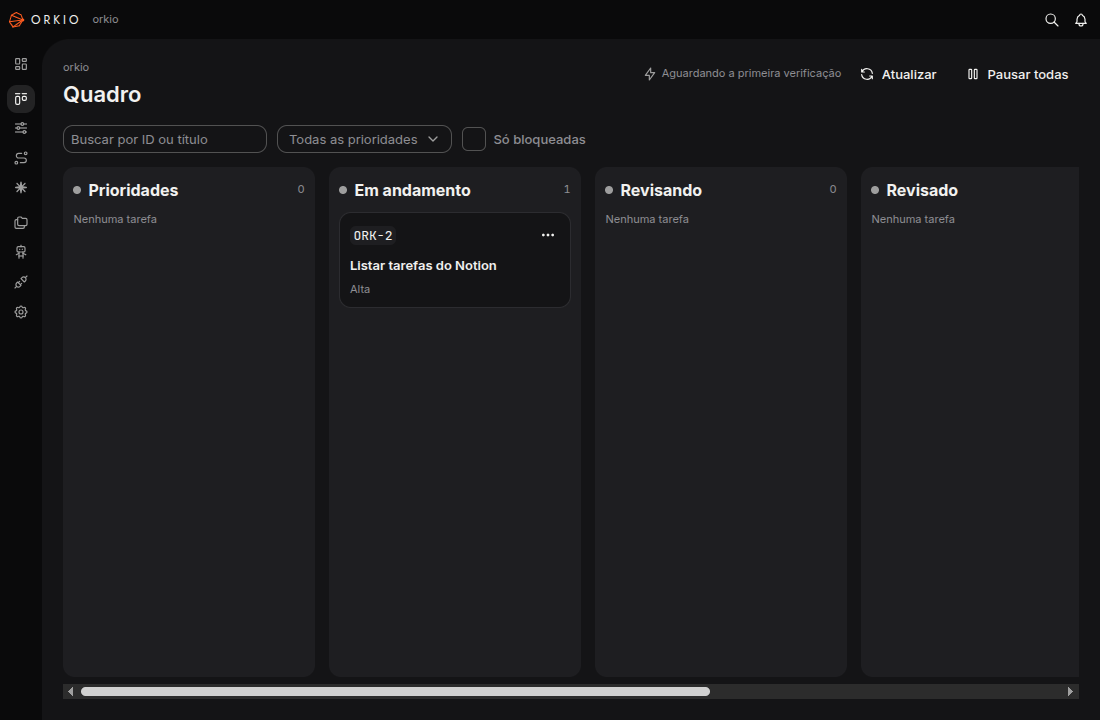 ORKIO orkio
orkio
Quadro
Aguardando a primeira verificação
Atualizar
Pausar todas
Buscar por ID ou título
Todas as prioridades
Só bloqueadas
Prioridades 0
Nenhuma tarefa
Em andamento 1
ORK-2
Listar tarefas do Notion
Alta
Revisando 0
Nenhuma tarefa
Revisado
Nenhuma tarefa